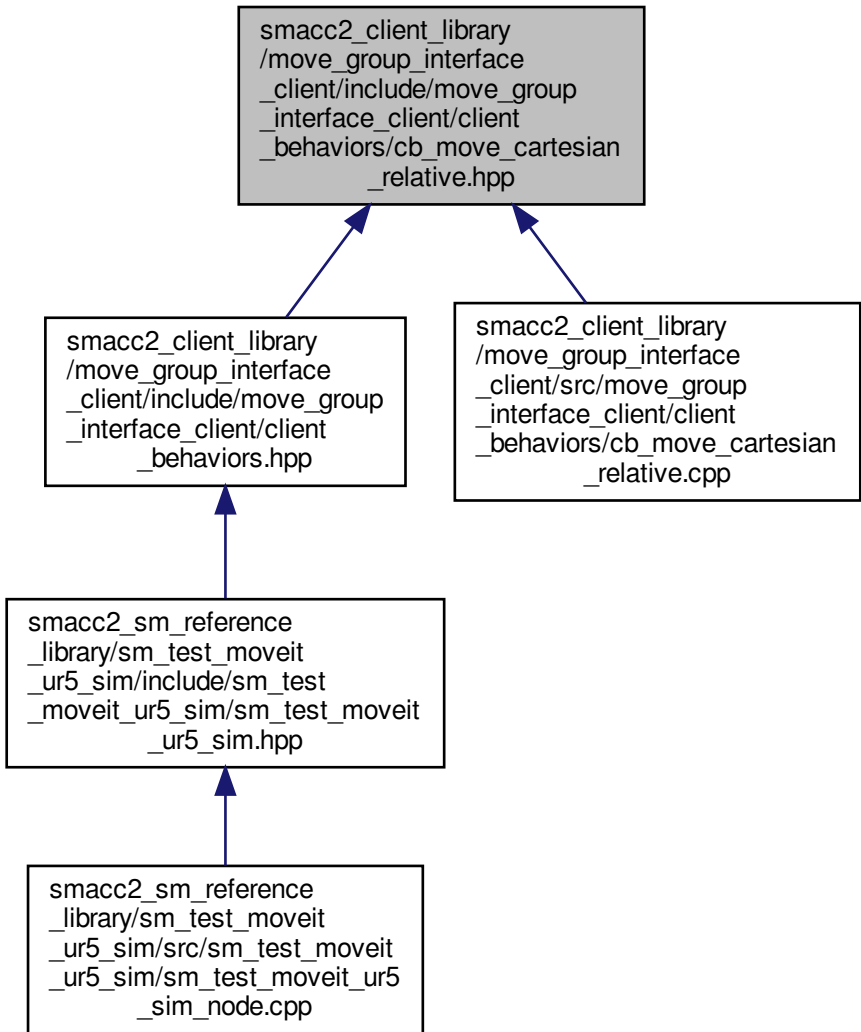 smacc2_client_library
/move_group_interface
_client/include/move_group
_interface_client/client
_behaviors/cb_move_cartesian
_relative.hpp
smacc2_client_library
/move_group_interface
_client/include/move_group
_interface_client/client
_behaviors.hpp
smacc2_client_library
/move_group_interface
_client/src/move_group
_interface_client/client
_behaviors/cb_move_cartesian
_relative.cpp
smacc2_sm_reference
_library/sm_test_moveit
_ur5_sim/include/sm_test
_moveit_ur5_sim/sm_test_moveit
_ur5_sim.hpp
smacc2_sm_reference
_library/sm_test_moveit
_ur5_sim/src/sm_test_moveit
_ur5_sim/sm_test_moveit_ur5
_sim_node.cpp